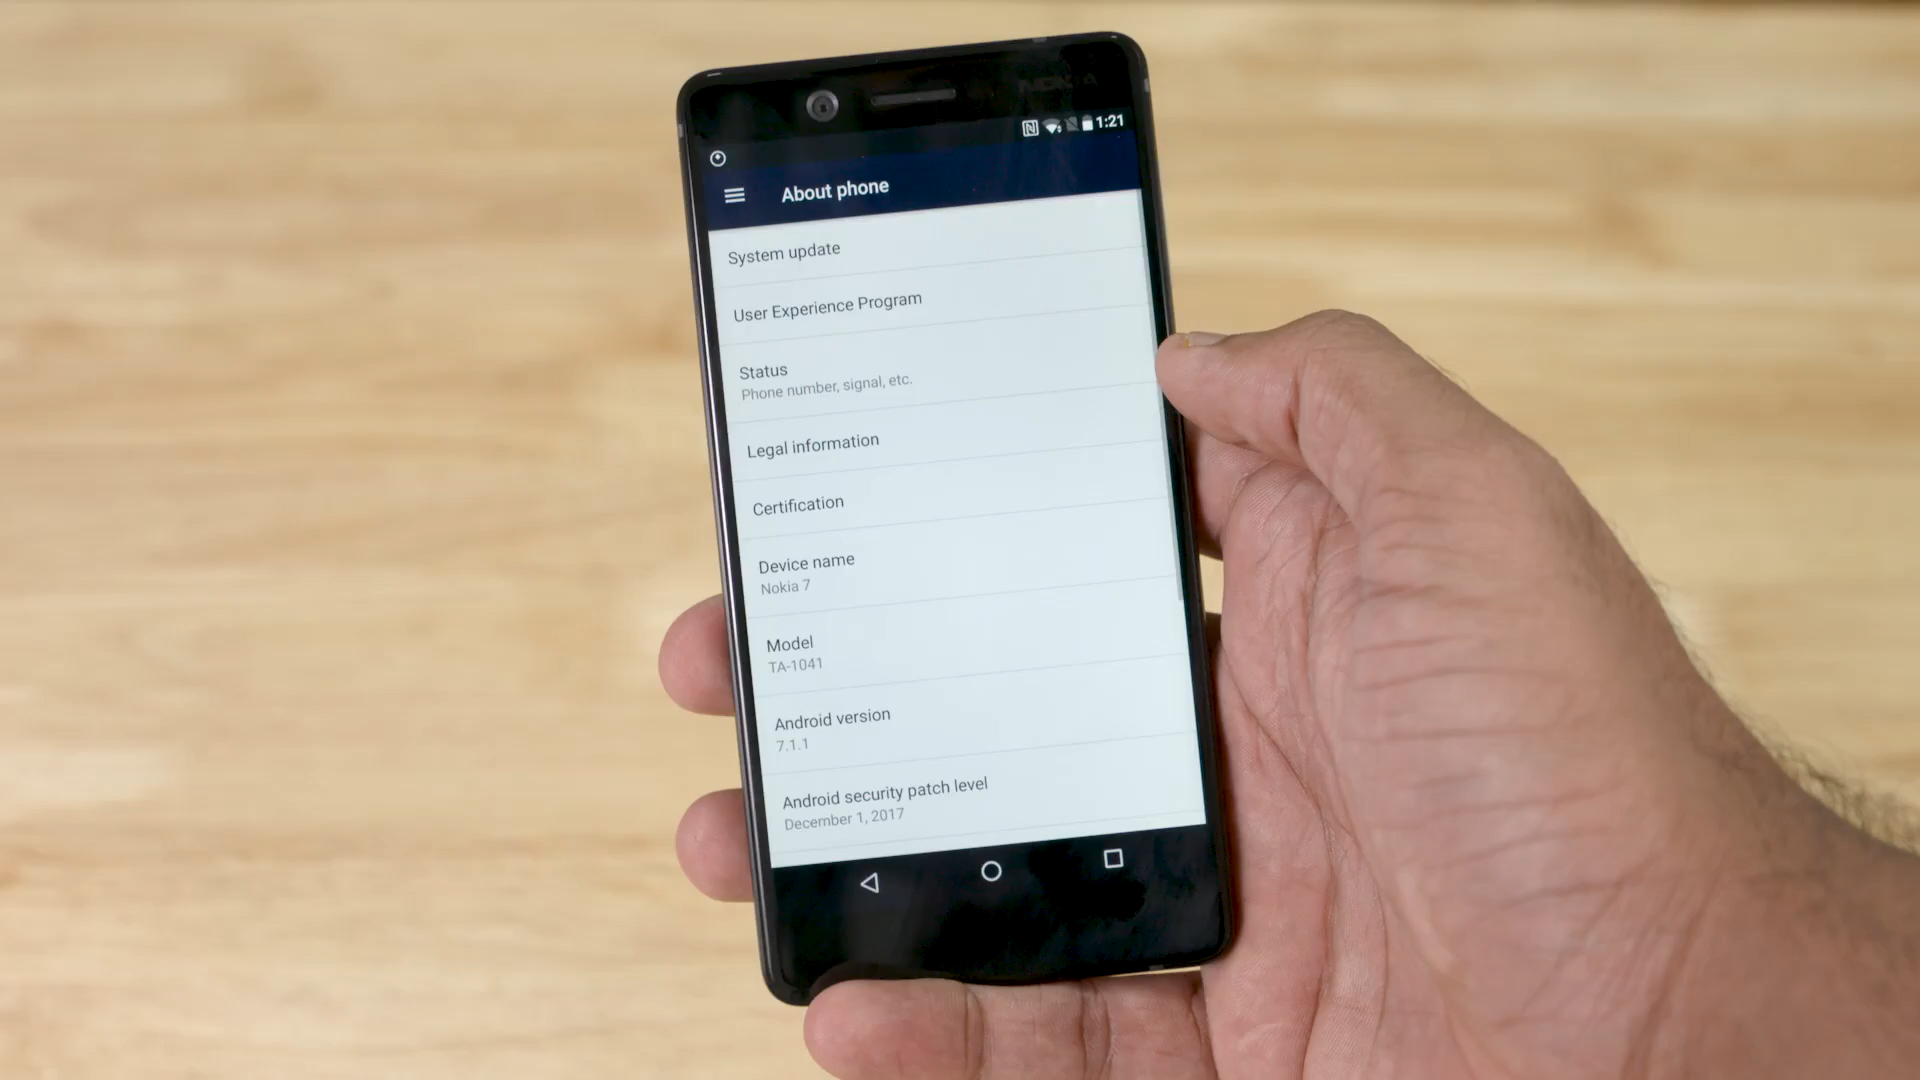 NOKIA
1:21
About phone
System update
User Experience Program
Status
Phone number, signal, etc.
Legal information
Certification
Device name
Nokia 7
Model
TA-1041
Android version
7.1.1
Android security patch level
December 1, 2017